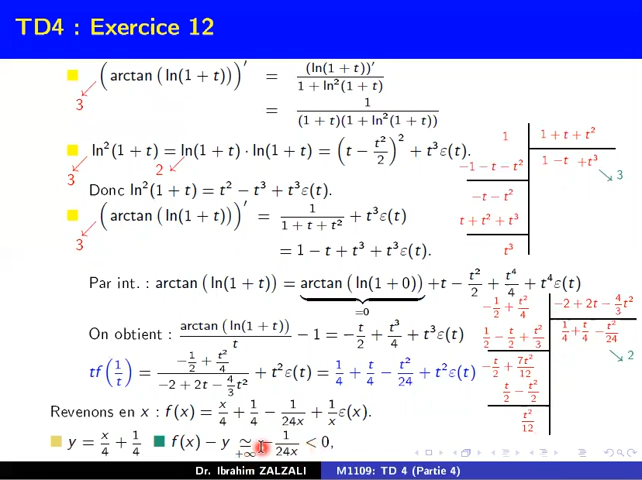 TD4 : Exercice 12
(arctan (ln(1 + t)))′ = (ln(1 + t))′ / (1 + ln²(1 + t))
3
= 1 / ((1 + t)(1 + ln²(1 + t)))
ln²(1 + t) = ln(1 + t) · ln(1 + t) = (t − t²/2)² + t³ε(t).
3 2
Donc ln²(1 + t) = t² − t³ + t³ε(t).
(arctan (ln(1 + t)))′ = 1/(1 + t + t²) + t³ε(t)
3
= 1 − t + t³ + t³ε(t).
1 1 + t + t²
−1 − t − t² 1 −t +t³
3
−t − t²
t + t² + t³
t³
Par int. : arctan (ln(1 + t)) = arctan (ln(1 + 0)) +t − t²/2 + t⁴/4 + t⁴ε(t)
=0
On obtient : arctan (ln(1 + t))/t − 1 = −t/2 + t³/4 + t³ε(t)
tf(1/t) = (−1/2 + t²/4)/(−2 + 2t − 4/3 t²) + t²ε(t) = 1/4 + t/4 − t²/24 + t²ε(t)
−1/2 + t²/4 −2 + 2t − 4/3 t²
1/2 − t/2 + t²/3 1/4 + t/4 − t²/24
2
−t/2 + 7t²/12
t/2 − t²/2
t²/12
Revenons en x : f(x) = x/4 + 1/4 − 1/24x + 1/x ε(x).
y = x/4 + 1/4 f(x) − y ≃ − 1/24x < 0,
+∞
Dr. Ibrahim ZALZALI M1109: TD 4 (Partie 4)